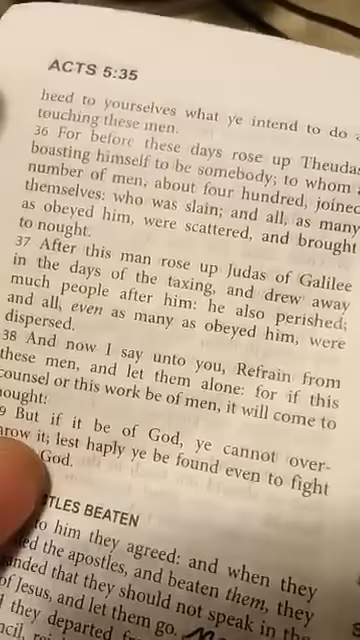 ACTS 5:35
heed to yourselves what ye intend to do a
touching these men.
36 For before these days rose up Theudas
boasting himself to be somebody; to whom a
number of men, about four hundred, joined
themselves: who was slain; and all, as many
as obeyed him, were scattered, and brought
to nought.
37 After this man rose up Judas of Galilee
in the days of the taxing, and drew away
much people after him: he also perished;
and all, even as many as obeyed him, were
dispersed.
38 And now I say unto you, Refrain from
these men, and let them alone: for if this
counsel or this work be of men, it will come to
nought:
9 But if it be of God, ye cannot over-
hrow it; lest haply ye be found even to fight
God.
TLES BEATEN
to him they agreed: and when they
led the apostles, and beaten them, they
anded that they should not speak in the
of Jesus, and let them go.
they departed